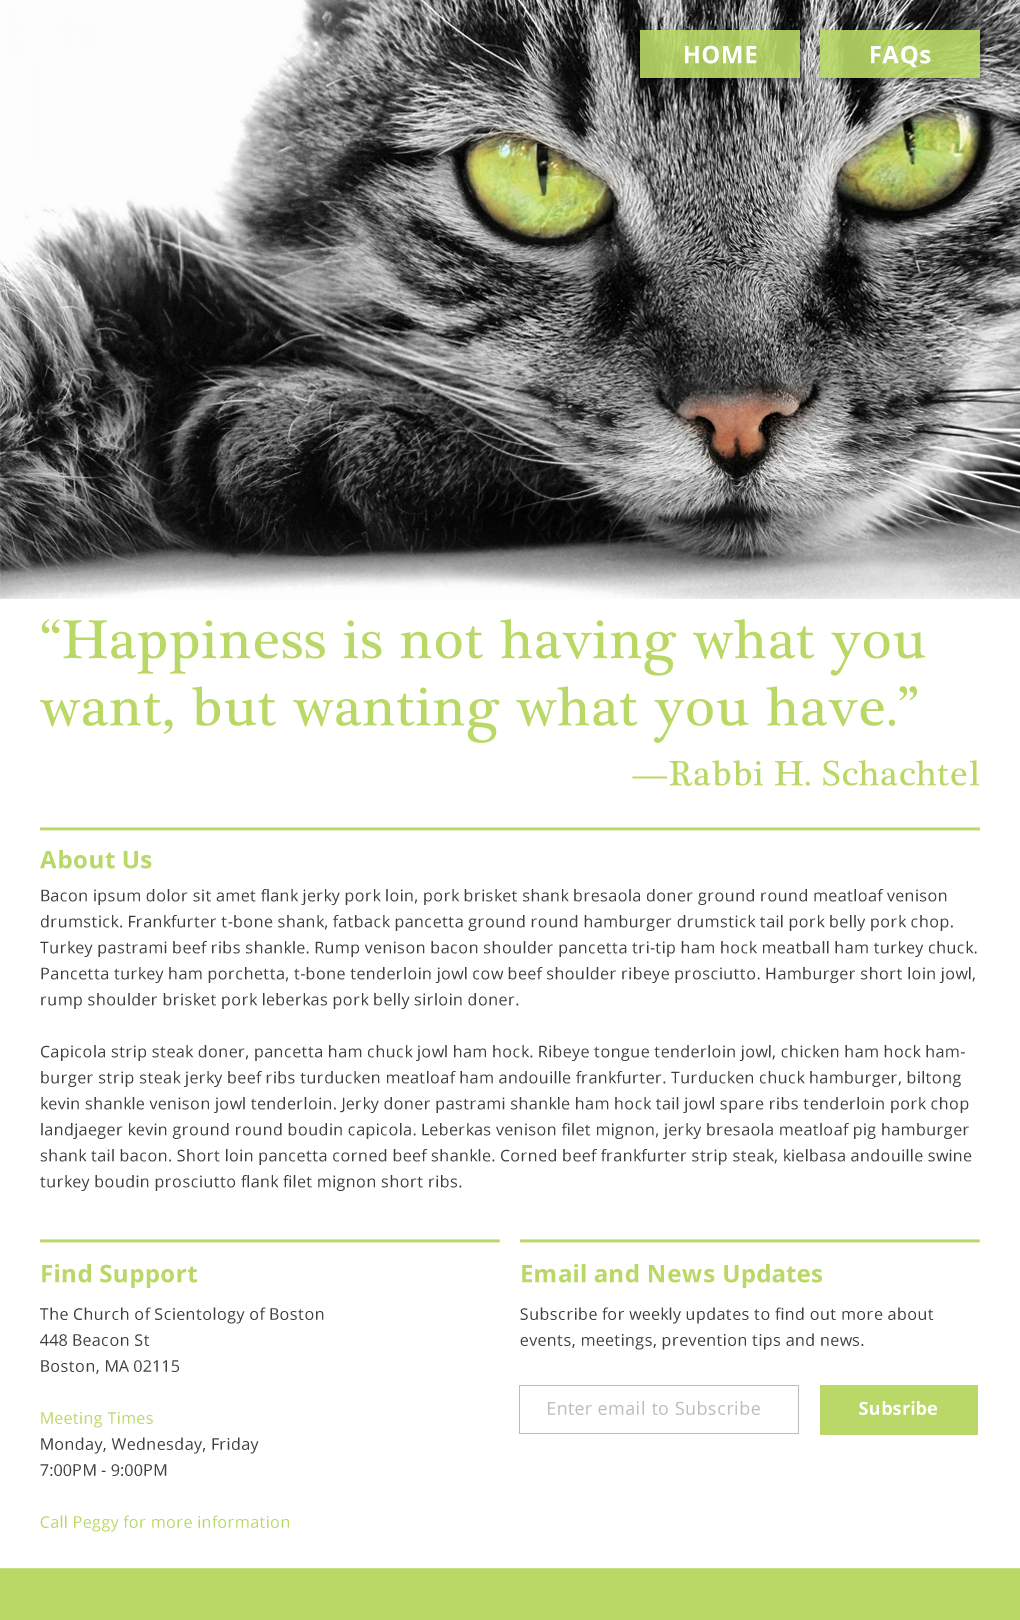 HOME
FAQs
“Happiness is not having what you
want, but wanting what you have.”
—Rabbi H. Schachtel
About Us
Bacon ipsum dolor sit amet flank jerky pork loin, pork brisket shank bresaola doner ground round meatloaf venison
drumstick. Frankfurter t-bone shank, fatback pancetta ground round hamburger drumstick tail pork belly pork chop.
Turkey pastrami beef ribs shankle. Rump venison bacon shoulder pancetta tri-tip ham hock meatball ham turkey chuck.
Pancetta turkey ham porchetta, t-bone tenderloin jowl cow beef shoulder ribeye prosciutto. Hamburger short loin jowl,
rump shoulder brisket pork leberkas pork belly sirloin doner.
Capicola strip steak doner, pancetta ham chuck jowl ham hock. Ribeye tongue tenderloin jowl, chicken ham hock ham-
burger strip steak jerky beef ribs turducken meatloaf ham andouille frankfurter. Turducken chuck hamburger, biltong
kevin shankle venison jowl tenderloin. Jerky doner pastrami shankle ham hock tail jowl spare ribs tenderloin pork chop
landjaeger kevin ground round boudin capicola. Leberkas venison filet mignon, jerky bresaola meatloaf pig hamburger
shank tail bacon. Short loin pancetta corned beef shankle. Corned beef frankfurter strip steak, kielbasa andouille swine
turkey boudin prosciutto flank filet mignon short ribs.
Find Support
The Church of Scientology of Boston
448 Beacon St
Boston, MA 02115
Meeting Times
Monday, Wednesday, Friday
7:00PM - 9:00PM
Call Peggy for more information
Email and News Updates
Subscribe for weekly updates to find out more about
events, meetings, prevention tips and news.
Enter email to Subscribe
Subsribe